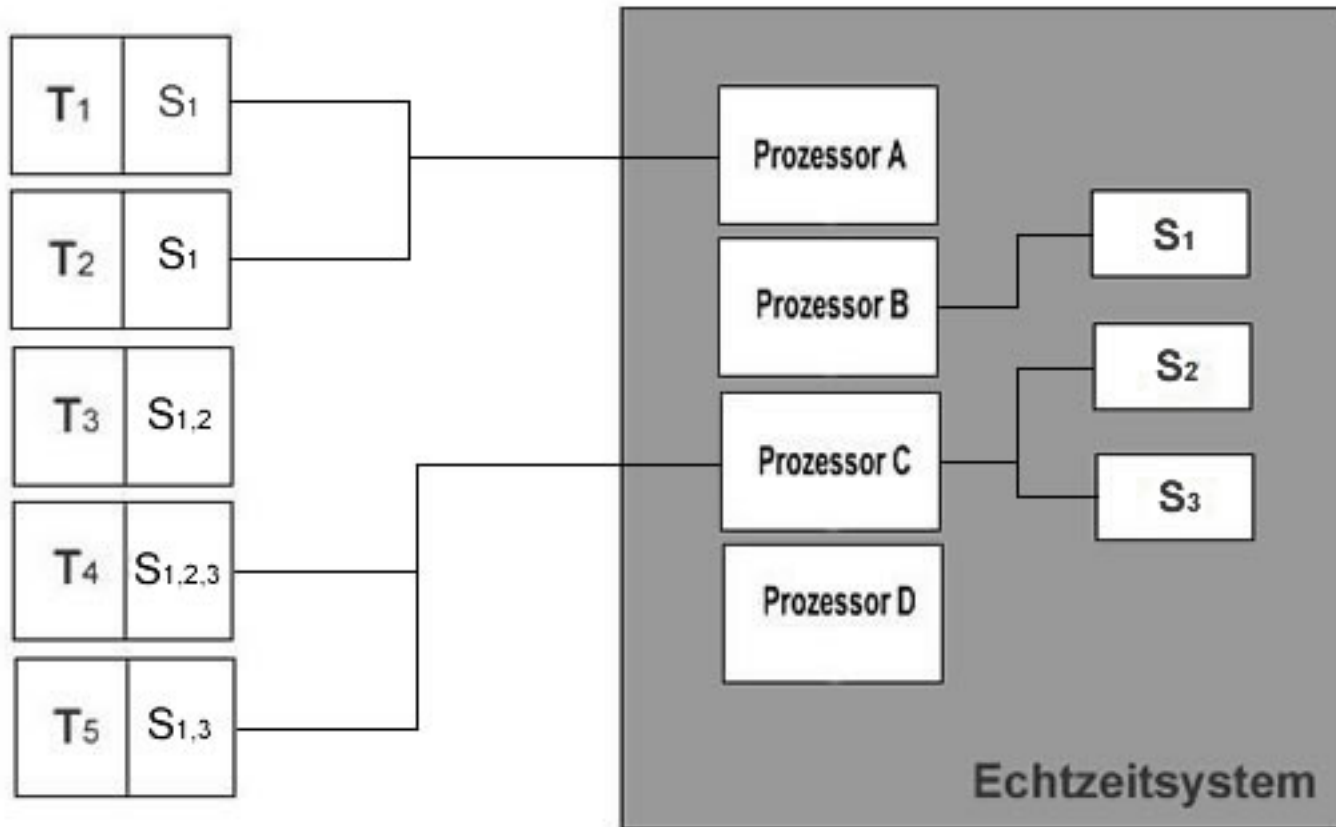 T1 S1
T2 S1
T3 S1,2
T4 S1,2,3
T5 S1,3
Prozessor A
Prozessor B
Prozessor C
Prozessor D
S1
S2
S3
Echtzeitsystem